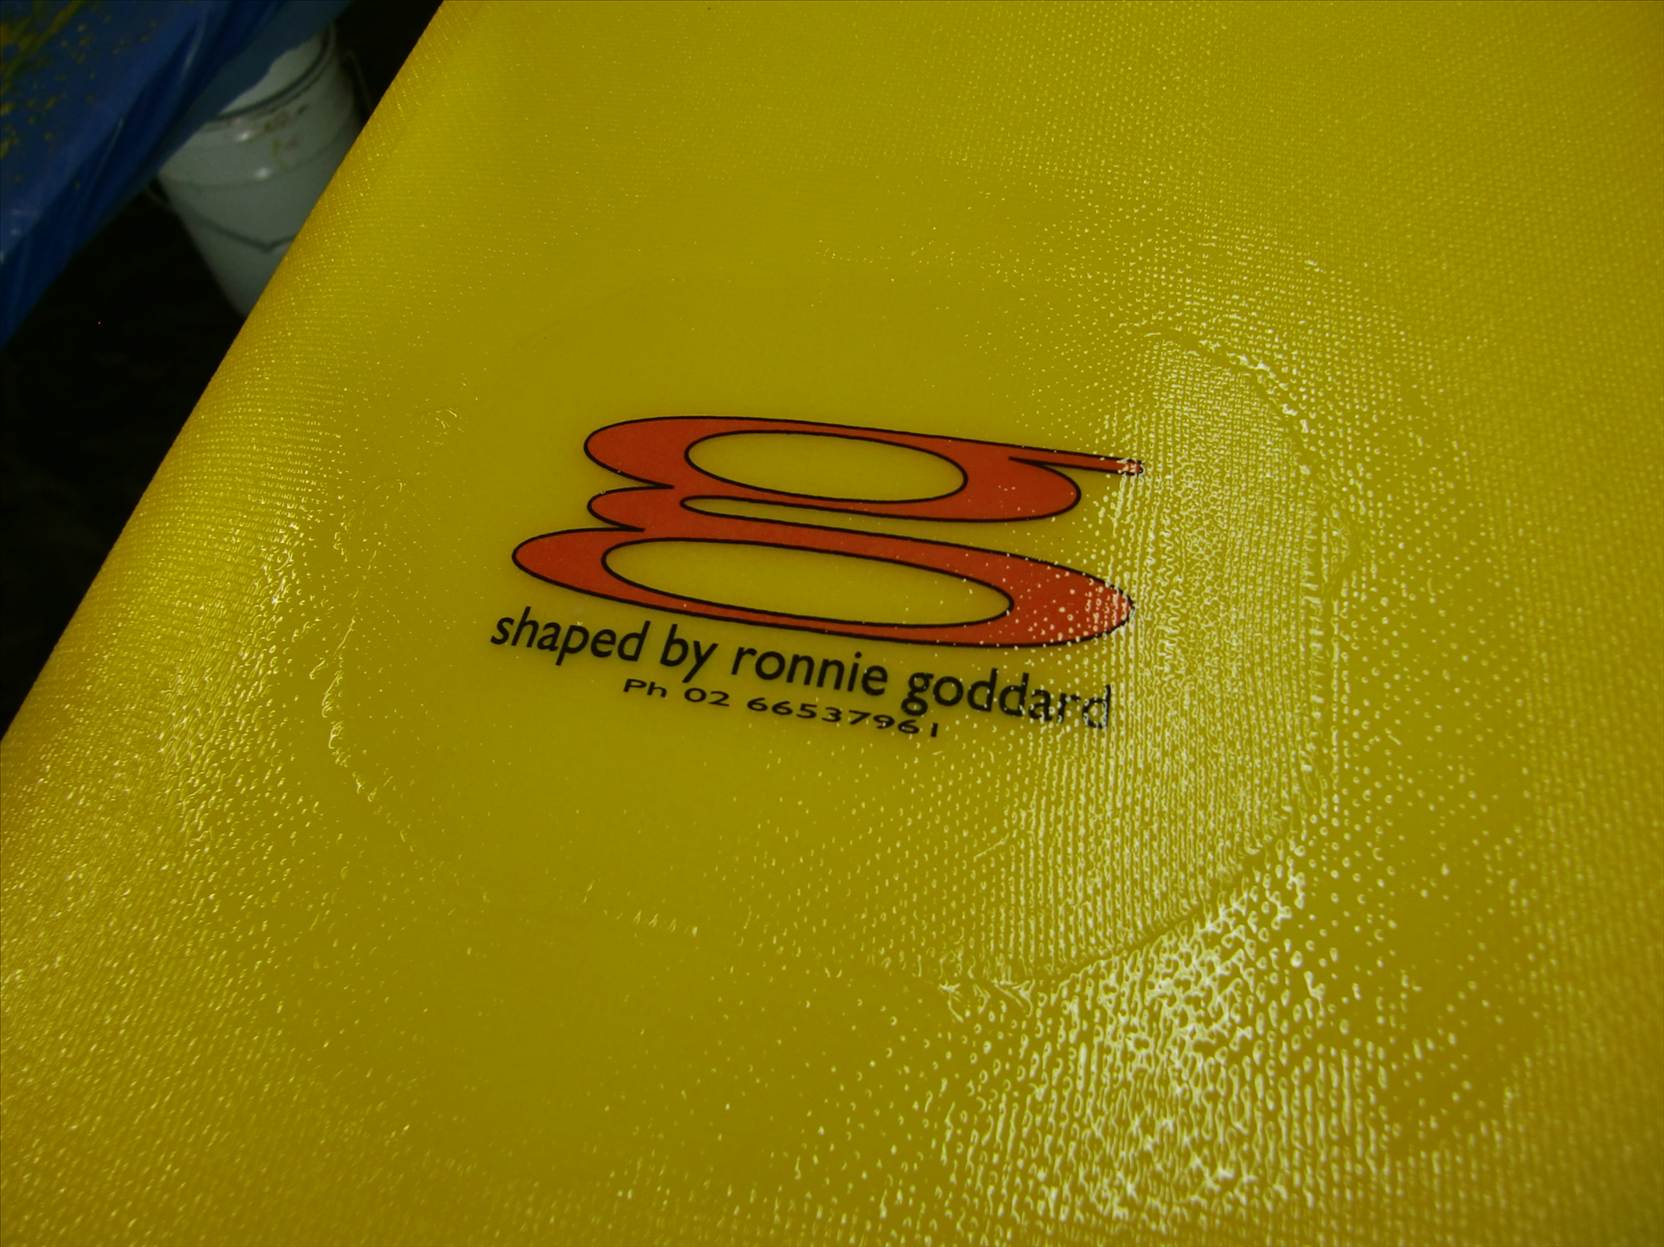 g
shaped by ronnie goddard
Ph 02 66537961